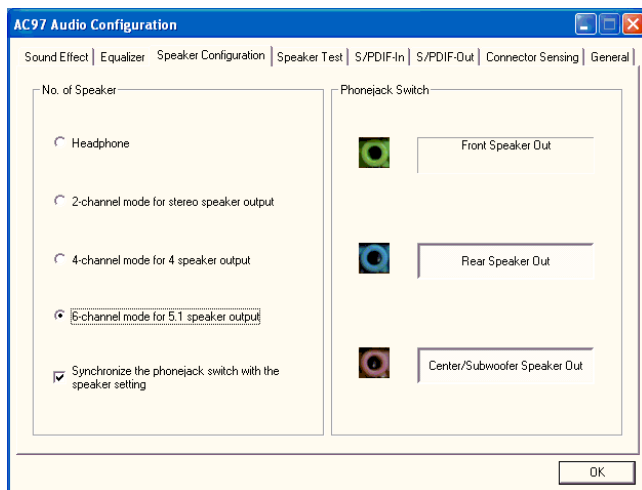 AC97 Audio Configuration
Sound Effect
Equalizer
Speaker Configuration
Speaker Test
S/PDIF-In
S/PDIF-Out
Connector Sensing
General
No. of Speaker
Headphone
2-channel mode for stereo speaker output
4-channel mode for 4 speaker output
6-channel mode for 5.1 speaker output
Synchronize the phonejack switch with the
speaker setting
Phonejack Switch
Front Speaker Out
Rear Speaker Out
Center/Subwoofer Speaker Out
OK